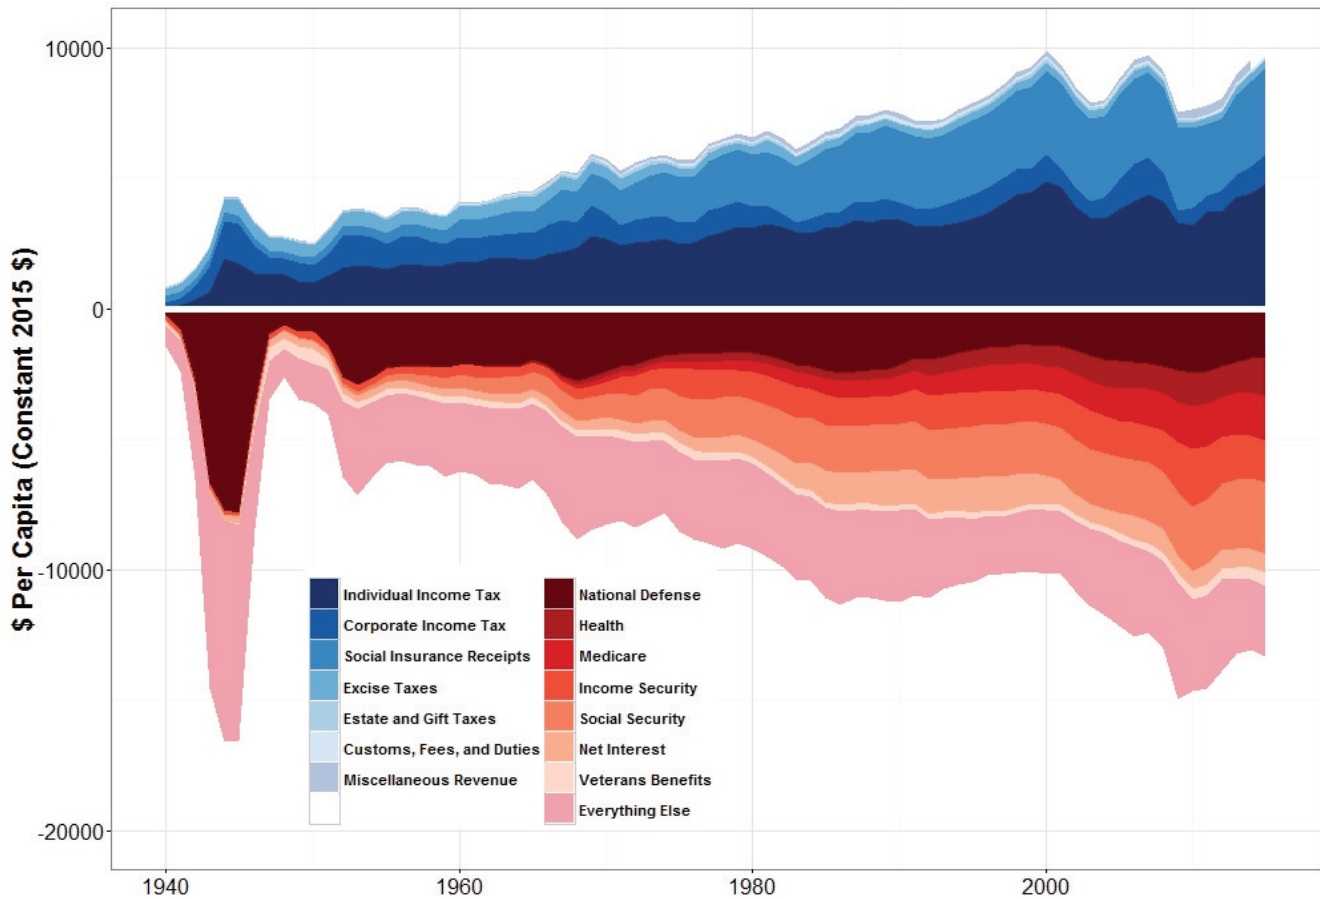 $ Per Capita (Constant 2015 $)
10000
0
-10000
-20000
Individual Income Tax
Corporate Income Tax
Social Insurance Receipts
Excise Taxes
Estate and Gift Taxes
Customs, Fees, and Duties
Miscellaneous Revenue
National Defense
Health
Medicare
Income Security
Social Security
Net Interest
Veterans Benefits
Everything Else
1940
1960
1980
2000